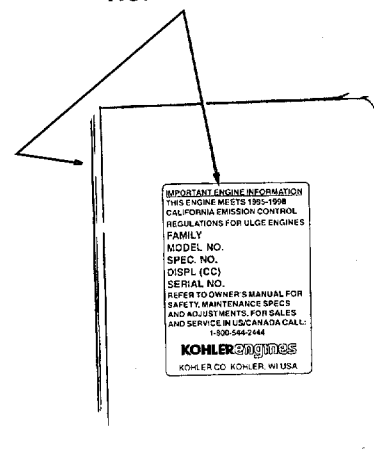 IMPORTANT ENGINE INFORMATION
THIS ENGINE MEETS 1995-1998
CALIFORNIA EMISSION CONTROL
REGULATIONS FOR ULGE ENGINES
FAMILY
MODEL NO.
SPEC. NO.
DISPL (CC)
SERIAL NO.
REFER TO OWNER'S MANUAL FOR
SAFETY, MAINTENANCE SPECS
AND ADJUSTMENTS. FOR SALES
AND SERVICE IN US/CANADA CALL:
1-800-544-2444
KOHLERengines
KOHLER CO. KOHLER, WI USA